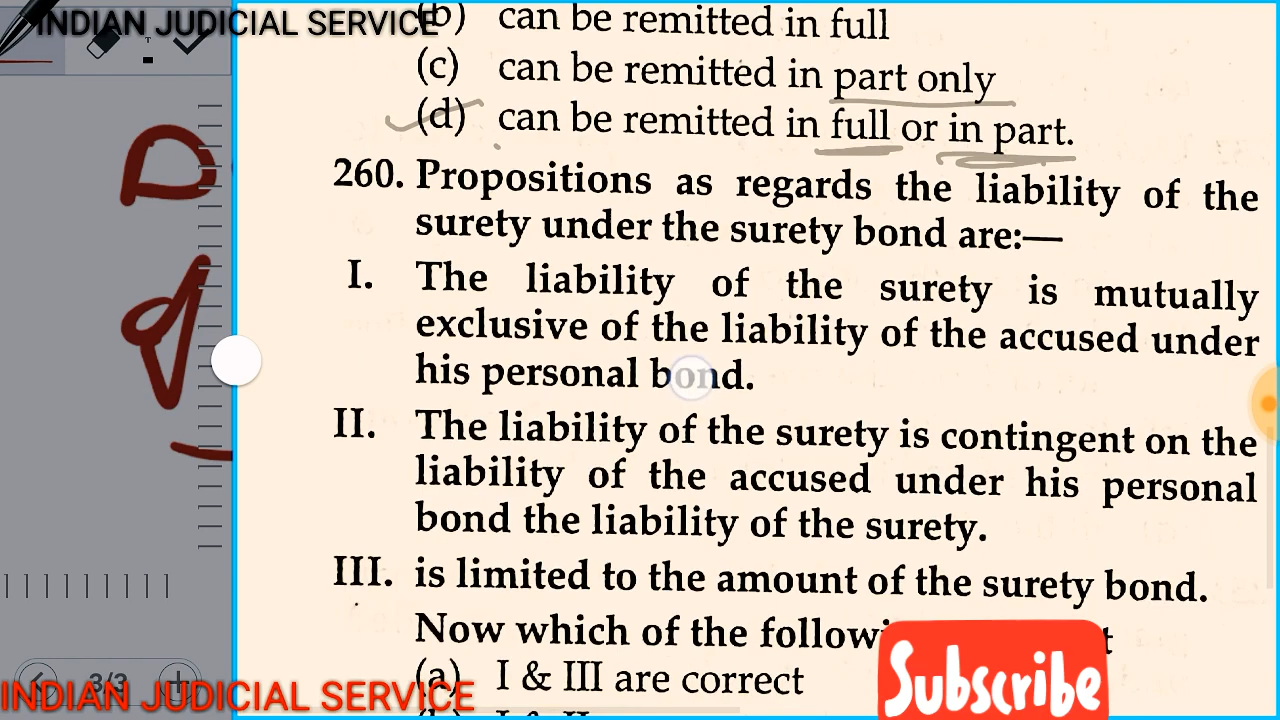 INDIAN JUDICIAL SERVICE
(b) can be remitted in full
(c) can be remitted in part only
(d) can be remitted in full or in part.
260. Propositions as regards the liability of the
surety under the surety bond are:—
I. The liability of the surety is mutually
exclusive of the liability of the accused under
his personal bond.
II. The liability of the surety is contingent on the
liability of the accused under his personal
bond the liability of the surety.
III. is limited to the amount of the surety bond.
Now which of the
(a) I & III are correct
3/3
INDIAN JUDICIAL SERVICE
Subscribe